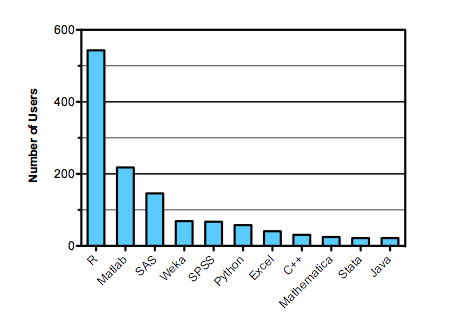 600
400
200
0
Number of Users
R
Matlab
SAS
Weka
SPSS
Python
Excel
C++
Mathematica
Stata
Java